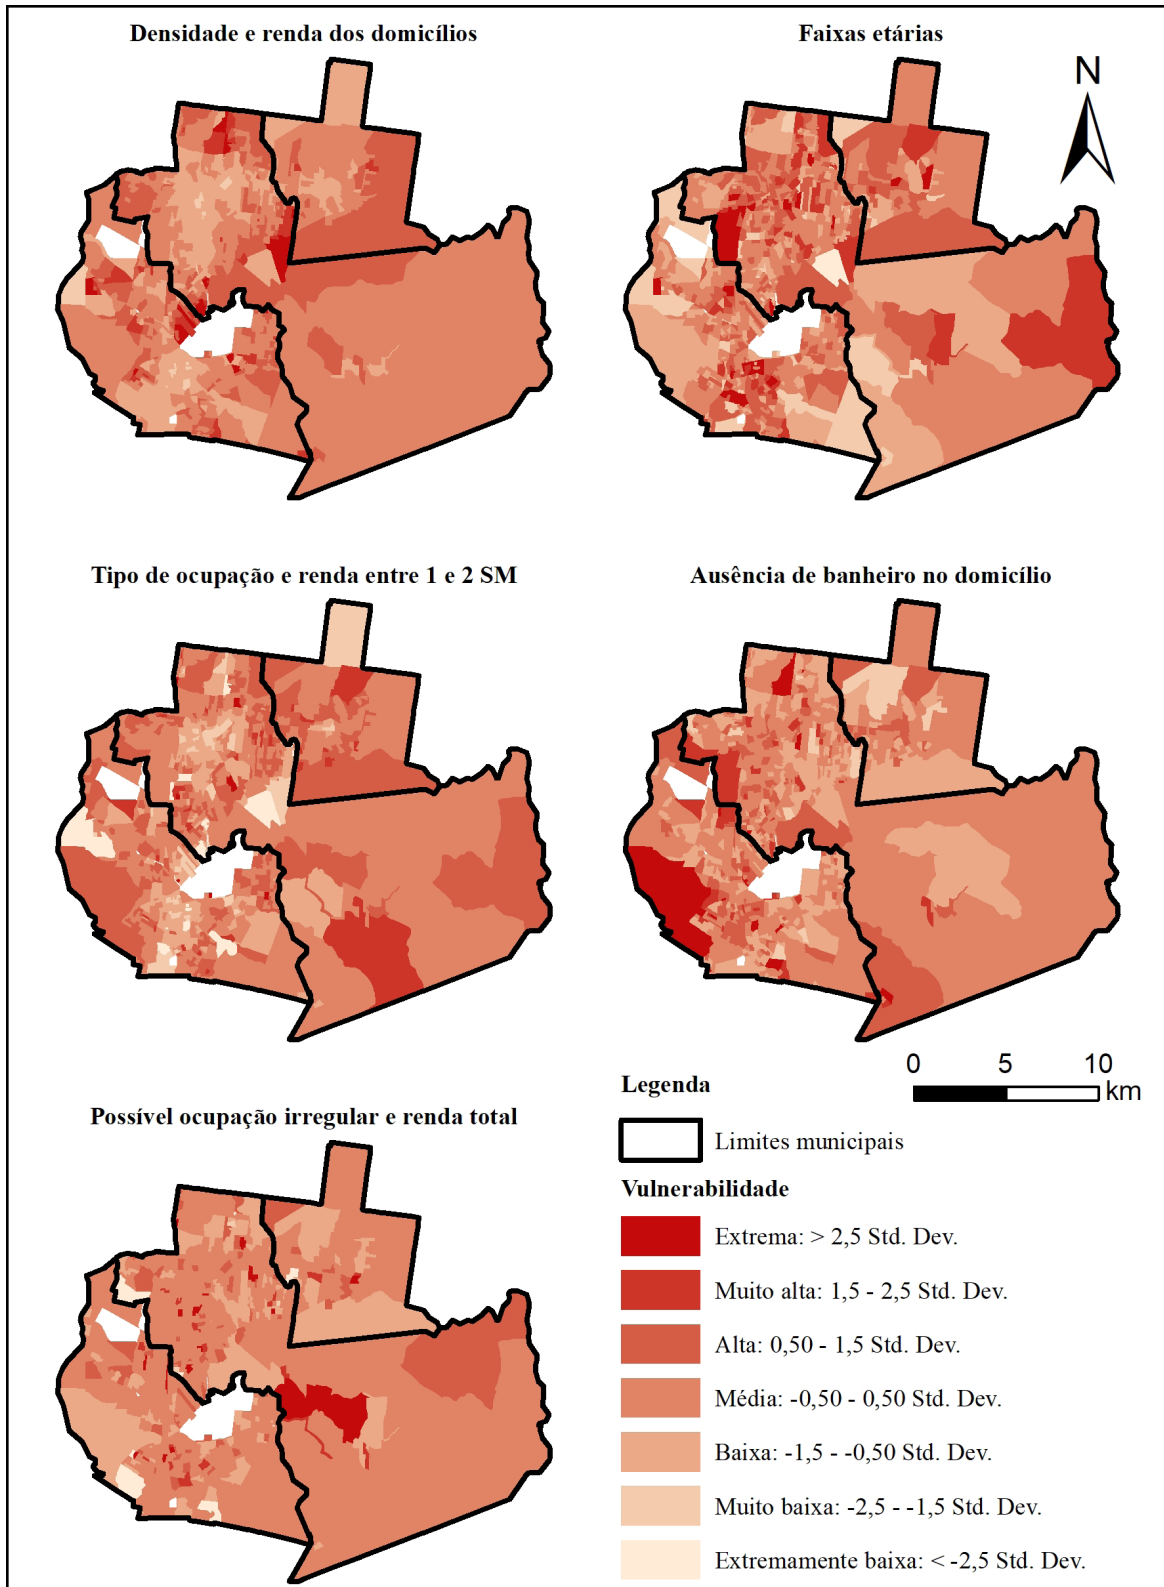 Densidade e renda dos domicílios
Faixas etárias
N
Tipo de ocupação e renda entre 1 e 2 SM
Ausência de banheiro no domicílio
0 5 10
km
Possível ocupação irregular e renda total
Legenda
Limites municipais
Vulnerabilidade
Extrema: > 2,5 Std. Dev.
Muito alta: 1,5 - 2,5 Std. Dev.
Alta: 0,50 - 1,5 Std. Dev.
Média: -0,50 - 0,50 Std. Dev.
Baixa: -1,5 - -0,50 Std. Dev.
Muito baixa: -2,5 - -1,5 Std. Dev.
Extremamente baixa: < -2,5 Std. Dev.